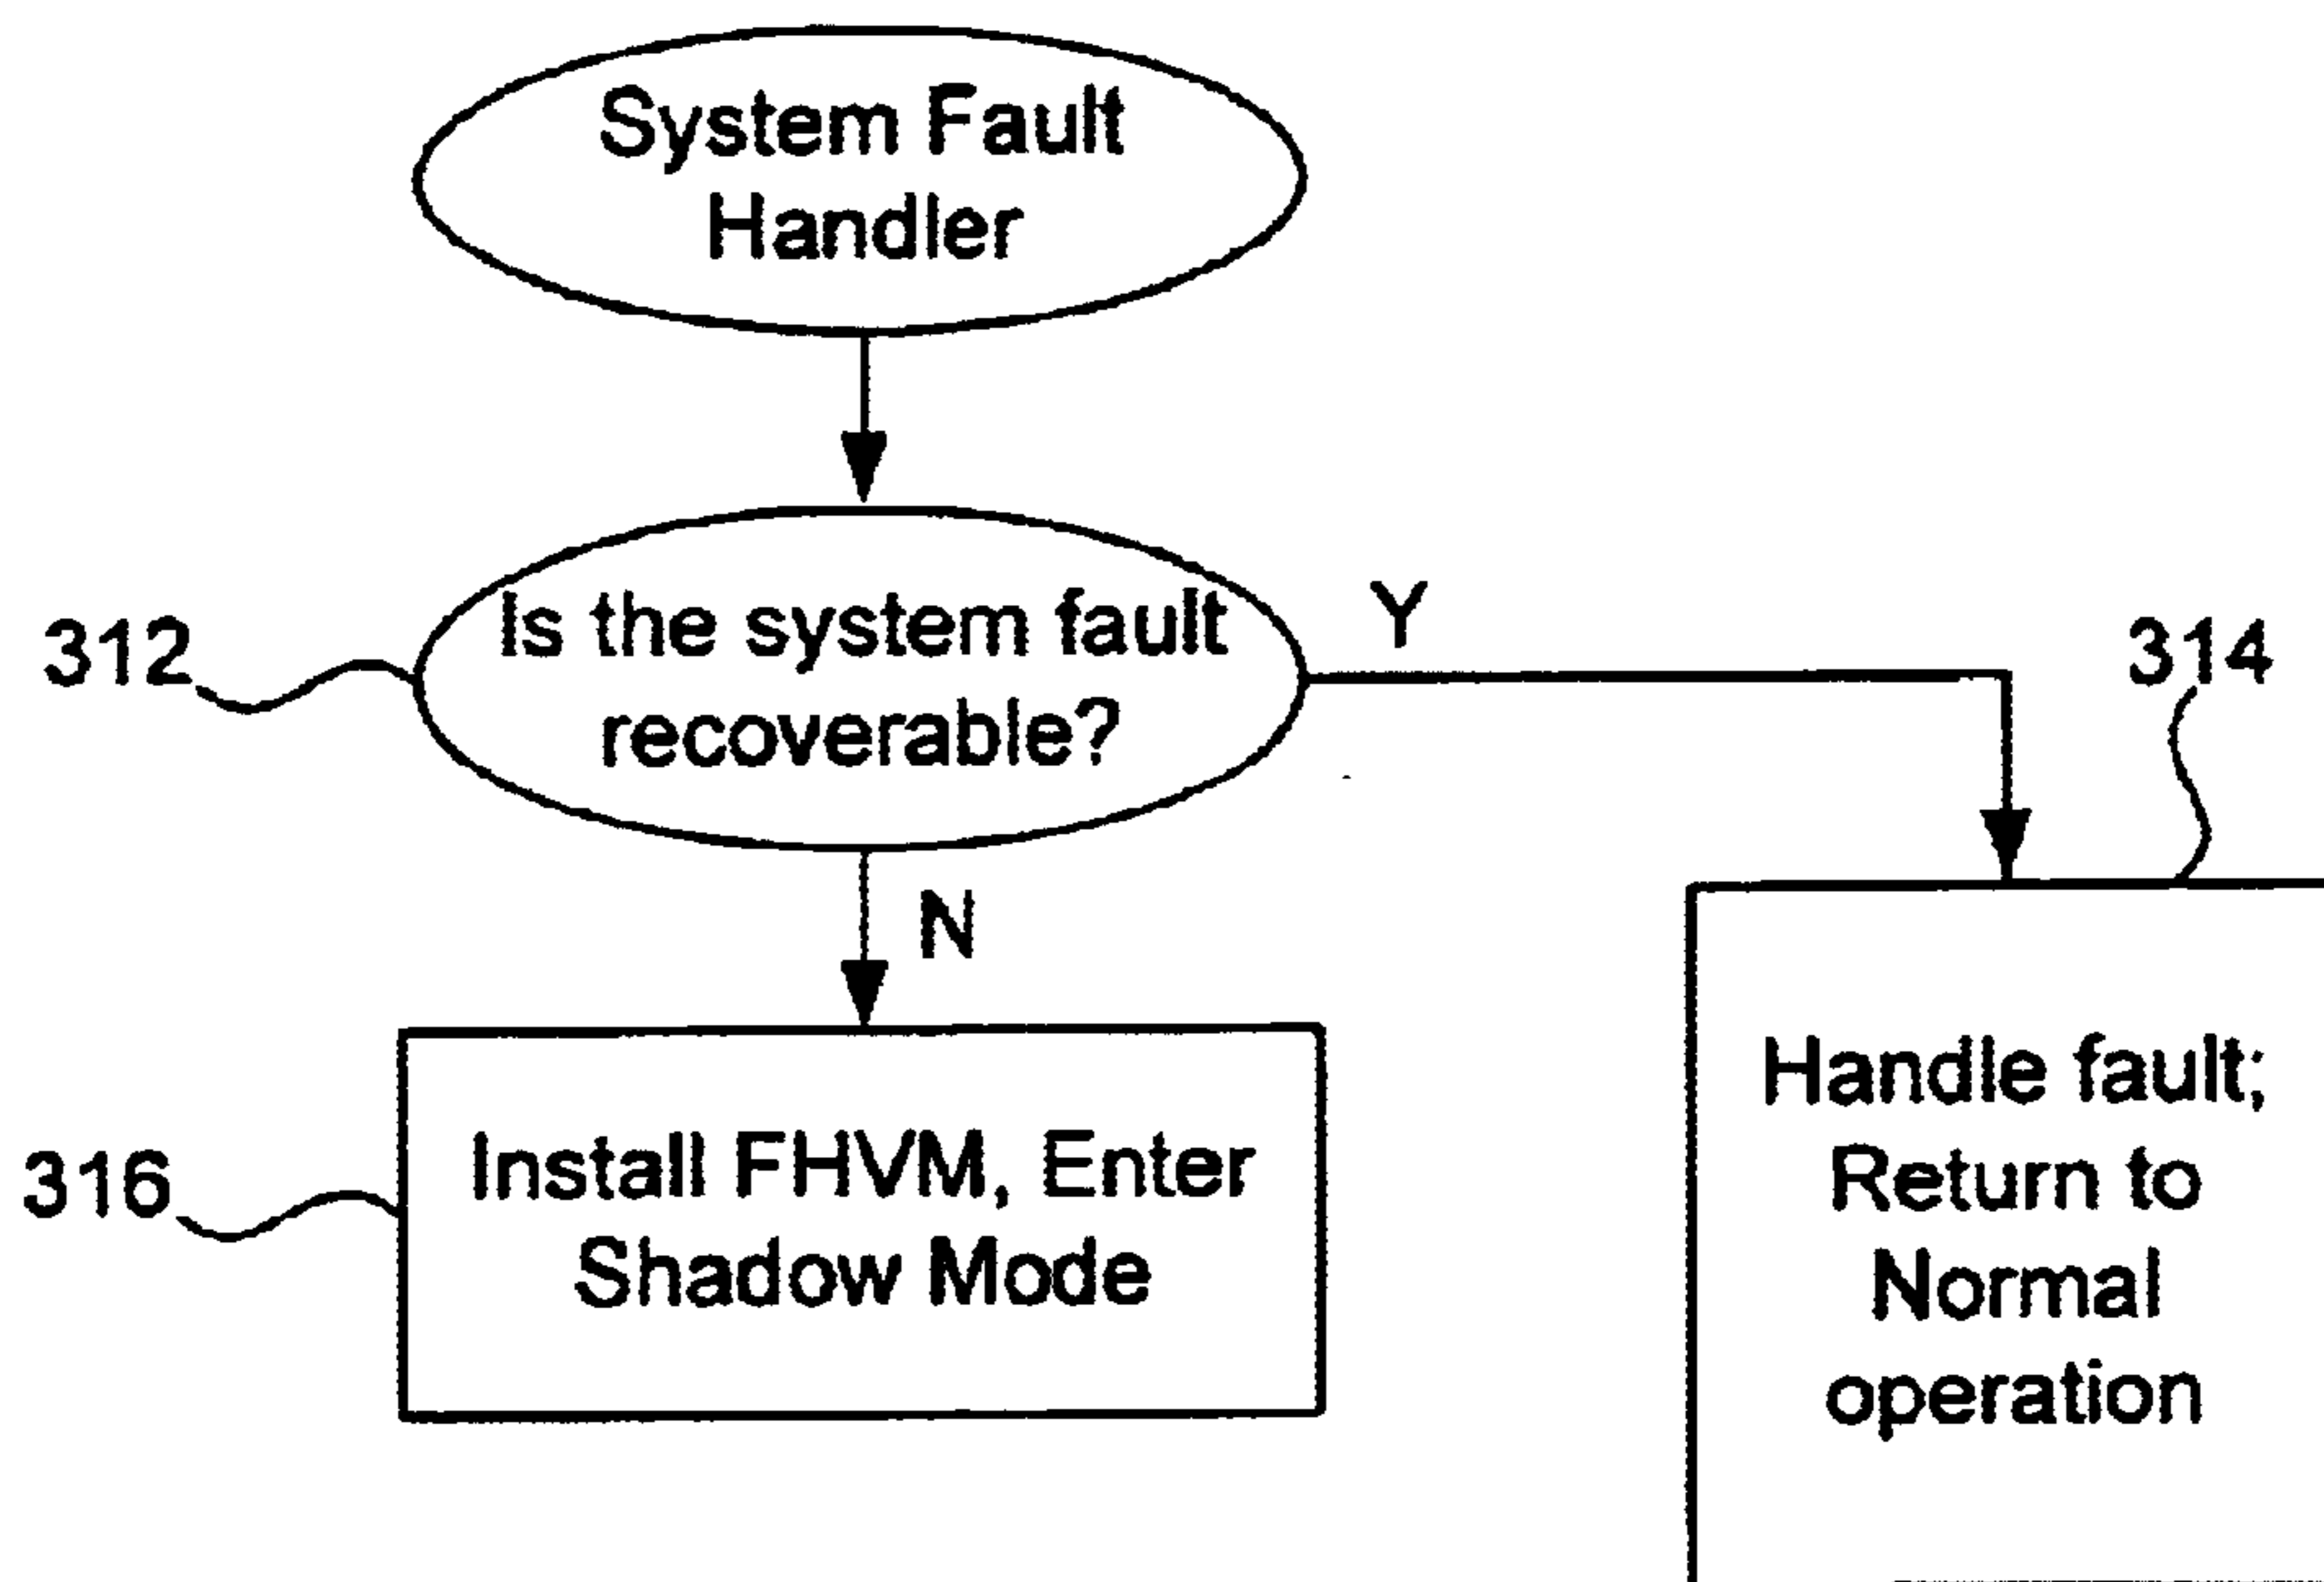 System Fault
Handler
312
Is the system fault
recoverable?
Y
314
N
316
Install FHVM, Enter
Shadow Mode
Handle fault;
Return to
Normal
operation